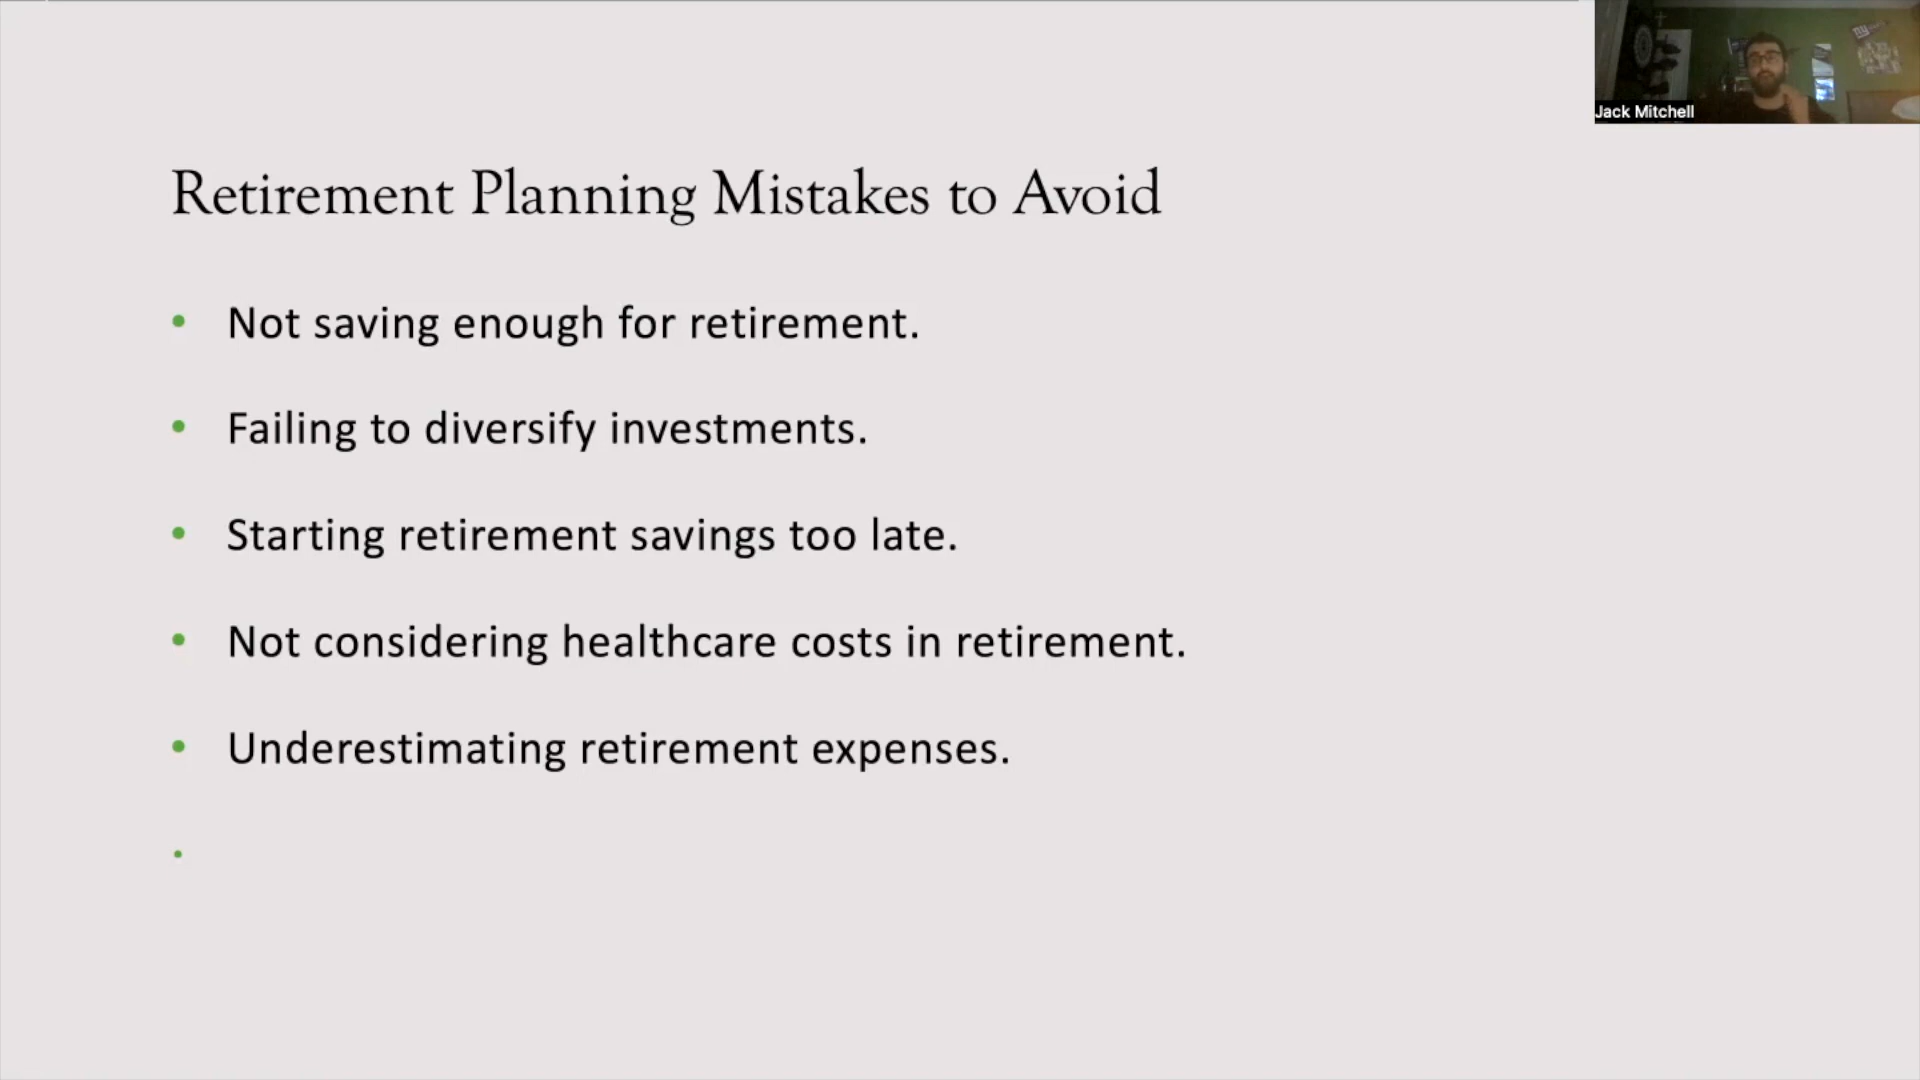 Jack Mitchell
Retirement Planning Mistakes to Avoid
• Not saving enough for retirement.
• Failing to diversify investments.
• Starting retirement savings too late.
• Not considering healthcare costs in retirement.
• Underestimating retirement expenses.
•